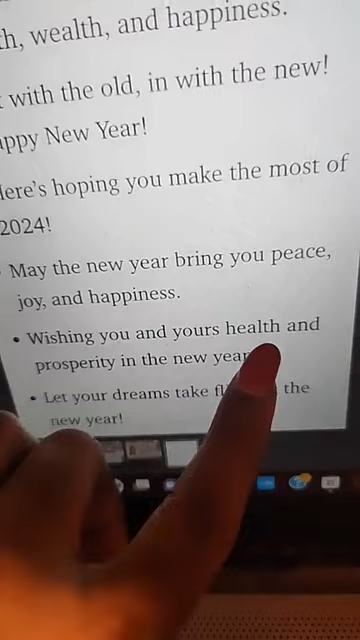 th, wealth, and happiness.
with the old, in with the new!
appy New Year!
Here's hoping you make the most of
2024!
May the new year bring you peace,
joy, and happiness.
• Wishing you and yours health and
prosperity in the new year
• Let your dreams take the
new year!